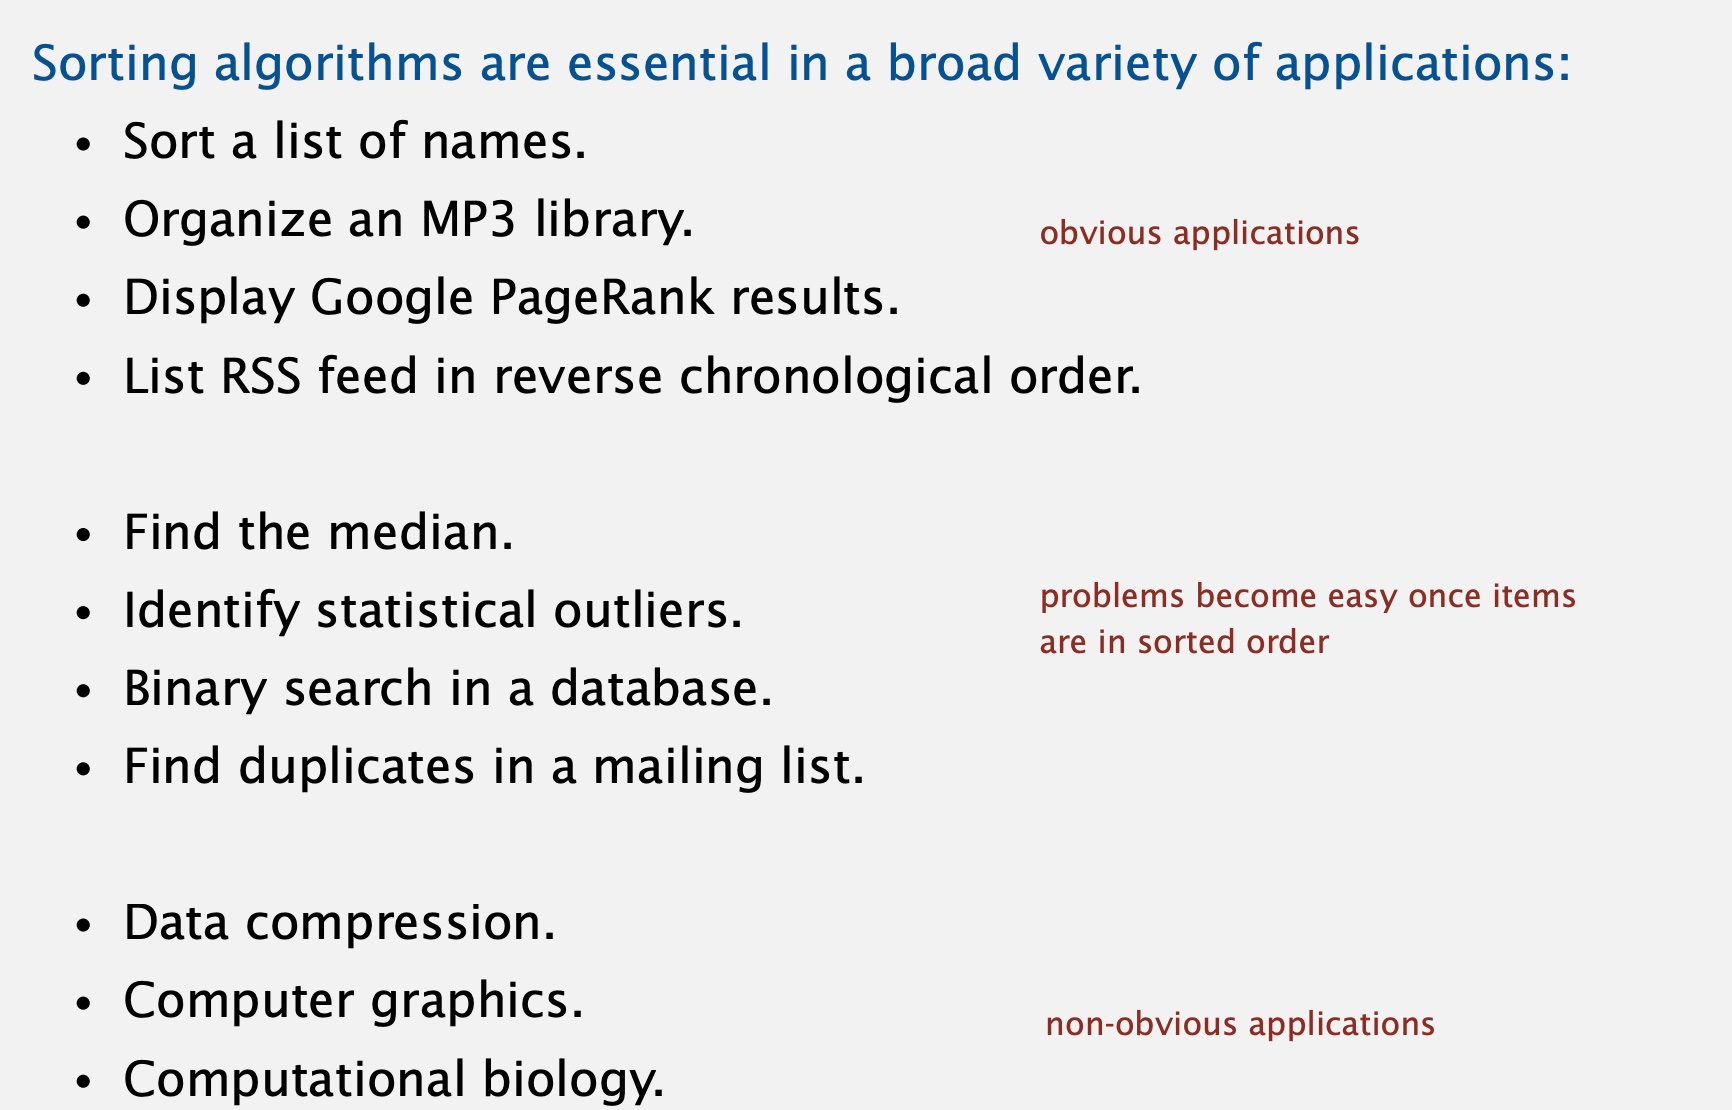 Sorting algorithms are essential in a broad variety of applications:
• Sort a list of names.
• Organize an MP3 library.
obvious applications
• Display Google PageRank results.
• List RSS feed in reverse chronological order.
• Find the median.
• Identify statistical outliers.
problems become easy once items
are in sorted order
• Binary search in a database.
• Find duplicates in a mailing list.
• Data compression.
• Computer graphics.
non-obvious applications
• Computational biology.